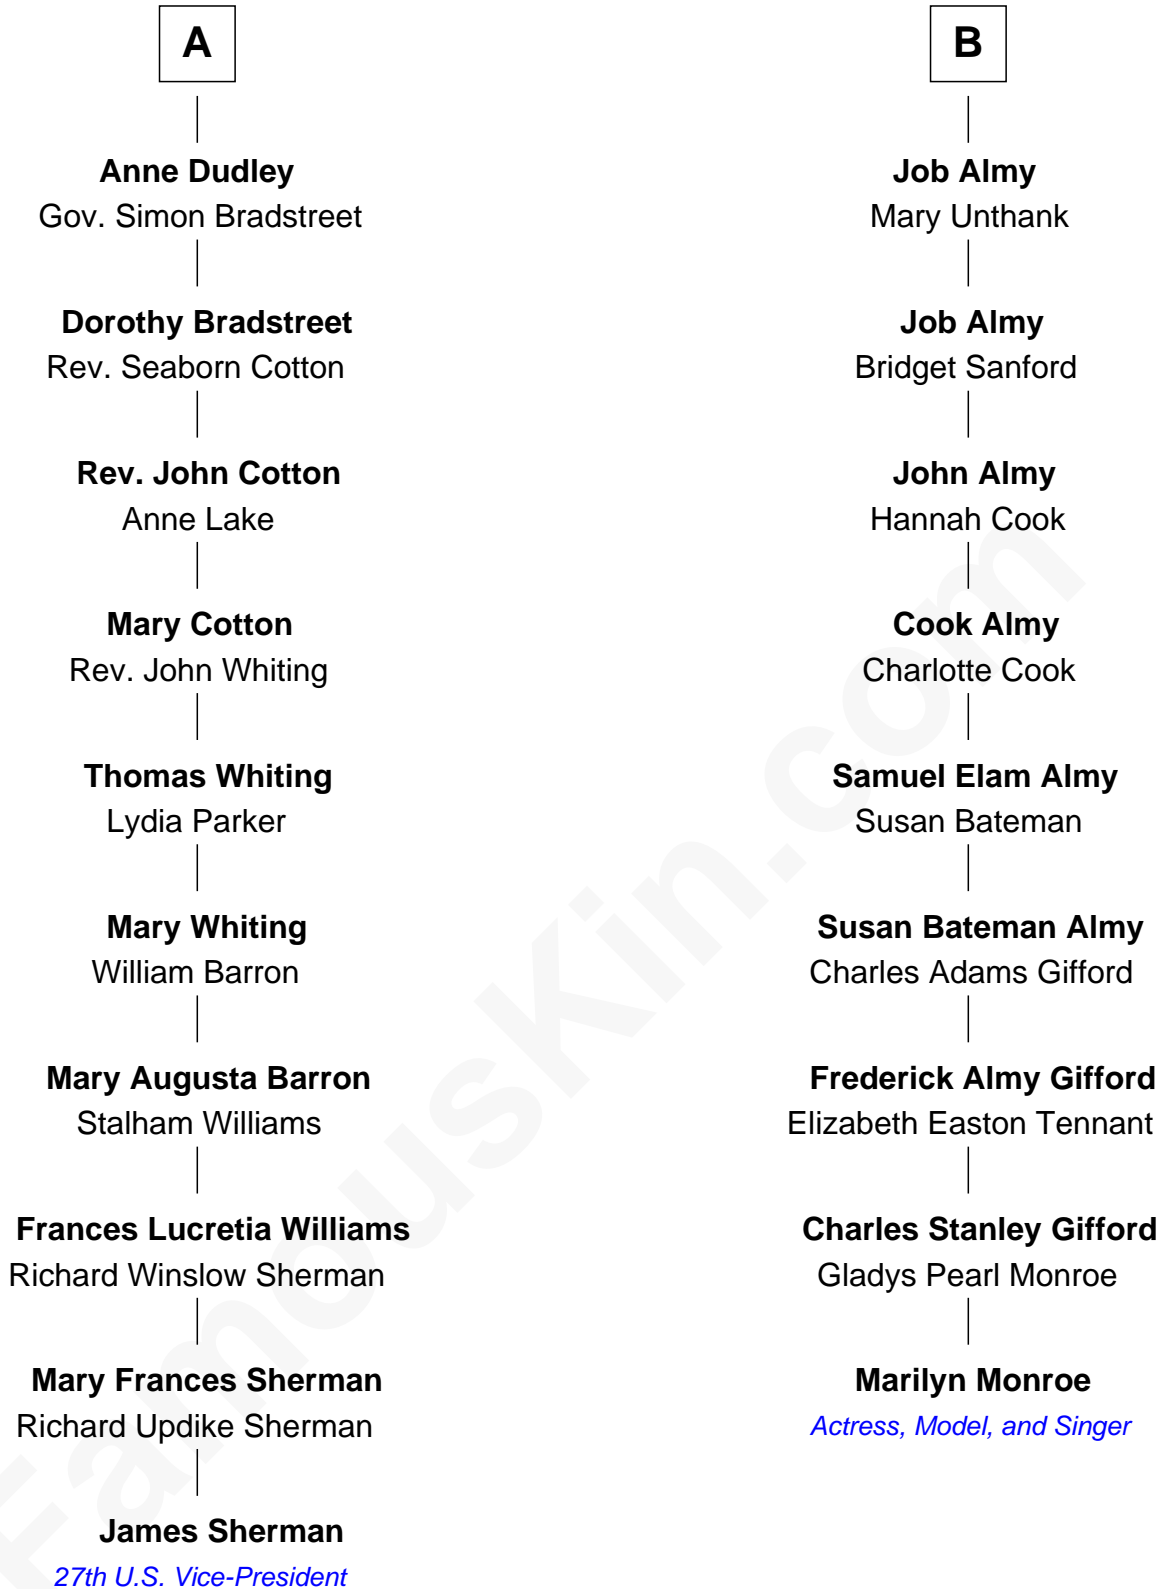 A
Anne Dudley
Gov. Simon Bradstreet
Dorothy Bradstreet
Rev. Seaborn Cotton
Rev. John Cotton
Anne Lake
Mary Cotton
Rev. John Whiting
Thomas Whiting
Lydia Parker
Mary Whiting
William Barron
Mary Augusta Barron
Stalham Williams
Frances Lucretia Williams
Richard Winslow Sherman
Mary Frances Sherman
Richard Updike Sherman
James Sherman
27th U.S. Vice-President
B
Job Almy
Mary Unthank
Job Almy
Bridget Sanford
John Almy
Hannah Cook
Cook Almy
Charlotte Cook
Samuel Elam Almy
Susan Bateman
Susan Bateman Almy
Charles Adams Gifford
Frederick Almy Gifford
Elizabeth Easton Tennant
Charles Stanley Gifford
Gladys Pearl Monroe
Marilyn Monroe
Actress, Model, and Singer
FamousKin.com